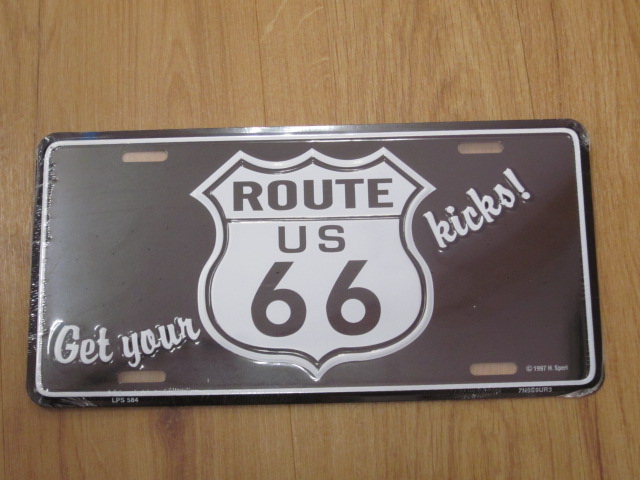 ROUTE
US
66
Get your
kicks!
© 1997 H. Sperl
LPS 584